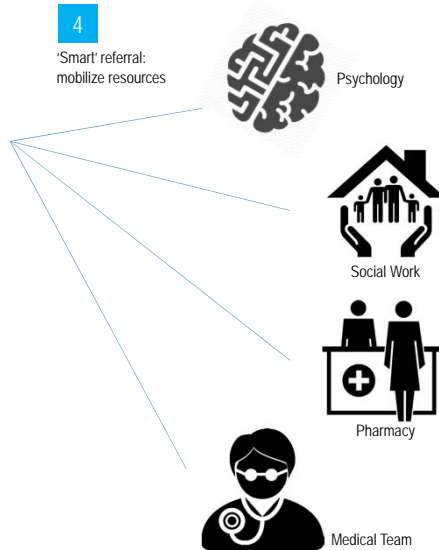 4
‘Smart’ referral:
mobilize resources
Psychology
Social Work
Pharmacy
Medical Team